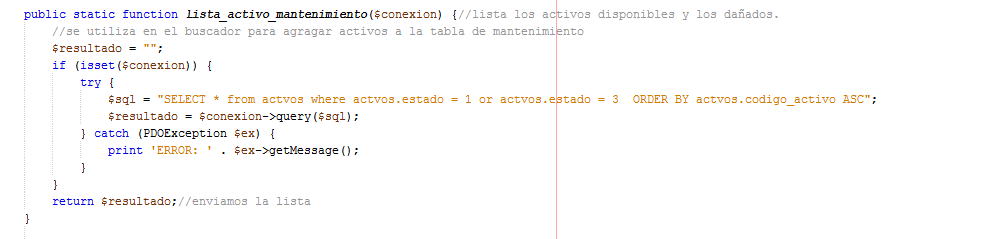 public static function lista_activo_mantenimiento($conexion) {//lista los activos disponibles y los dañados.
//se utiliza en el buscador para agragar activos a la tabla de mantenimiento
$resultado = "";
if (isset($conexion)) {
try {
$sql = "SELECT * from actvos where actvos.estado = 1 or actvos.estado = 3  ORDER BY actvos.codigo_activo ASC";
$resultado = $conexion->query($sql);
} catch (PDOException $ex) {
print 'ERROR: ' . $ex->getMessage();
}
}
return $resultado;//enviamos la lista
}